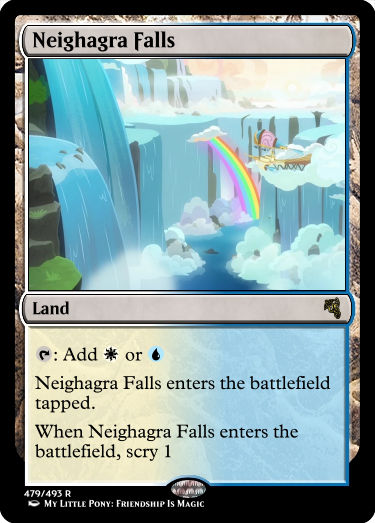 Neighagra Falls
Land
: Add or
Neighagra Falls enters the battlefield
tapped.
When Neighagra Falls enters the
battlefield, scry 1
479/493 R
My Little Pony: Friendship Is Magic